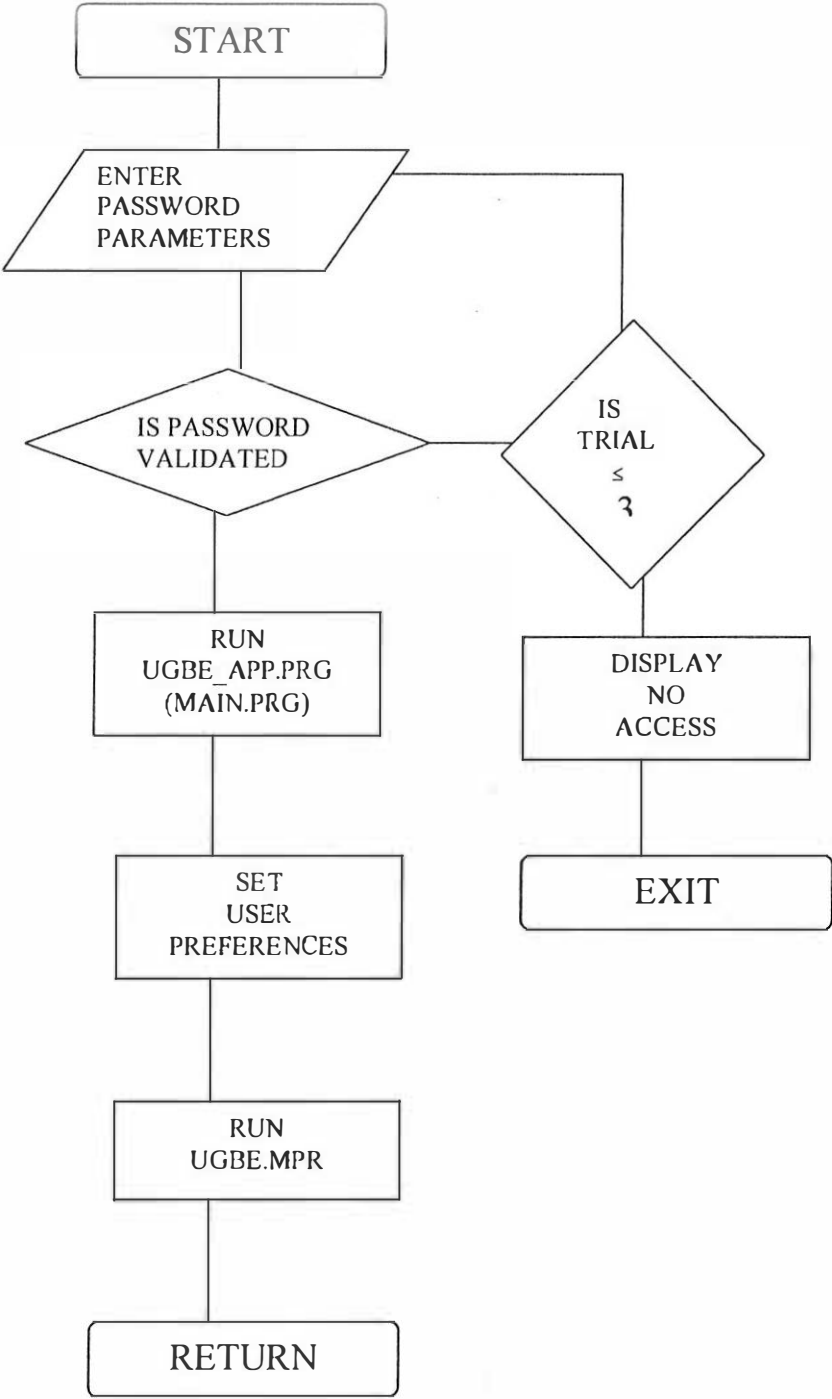 START
ENTER
PASSWORD
PARAMETERS
IS PASSWORD
VALIDATED
IS
TRIAL
≤
3
RUN
UGBE_APP.PRG
(MAIN.PRG)
DISPLAY
NO
ACCESS
SET
USER
PREFERENCES
EXIT
RUN
UGBE.MPR
RETURN